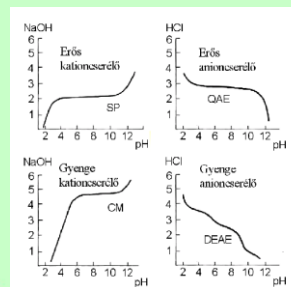 NaOH
Erős
kationcserélő
6
5
4
3
2
1
SP
2 4 6 8 10 12
pH
HCl
Erős
anioncserélő
6
5
4
3
2
1
QAE
2 4 6 8 10 12
pH
NaOH
Gyenge
kationcserélő
6
5
4
3
2
1
CM
2 4 6 8 10 12
pH
HCl
Gyenge
anioncserélő
6
5
4
3
2
1
DEAE
2 4 6 8 10 12
pH